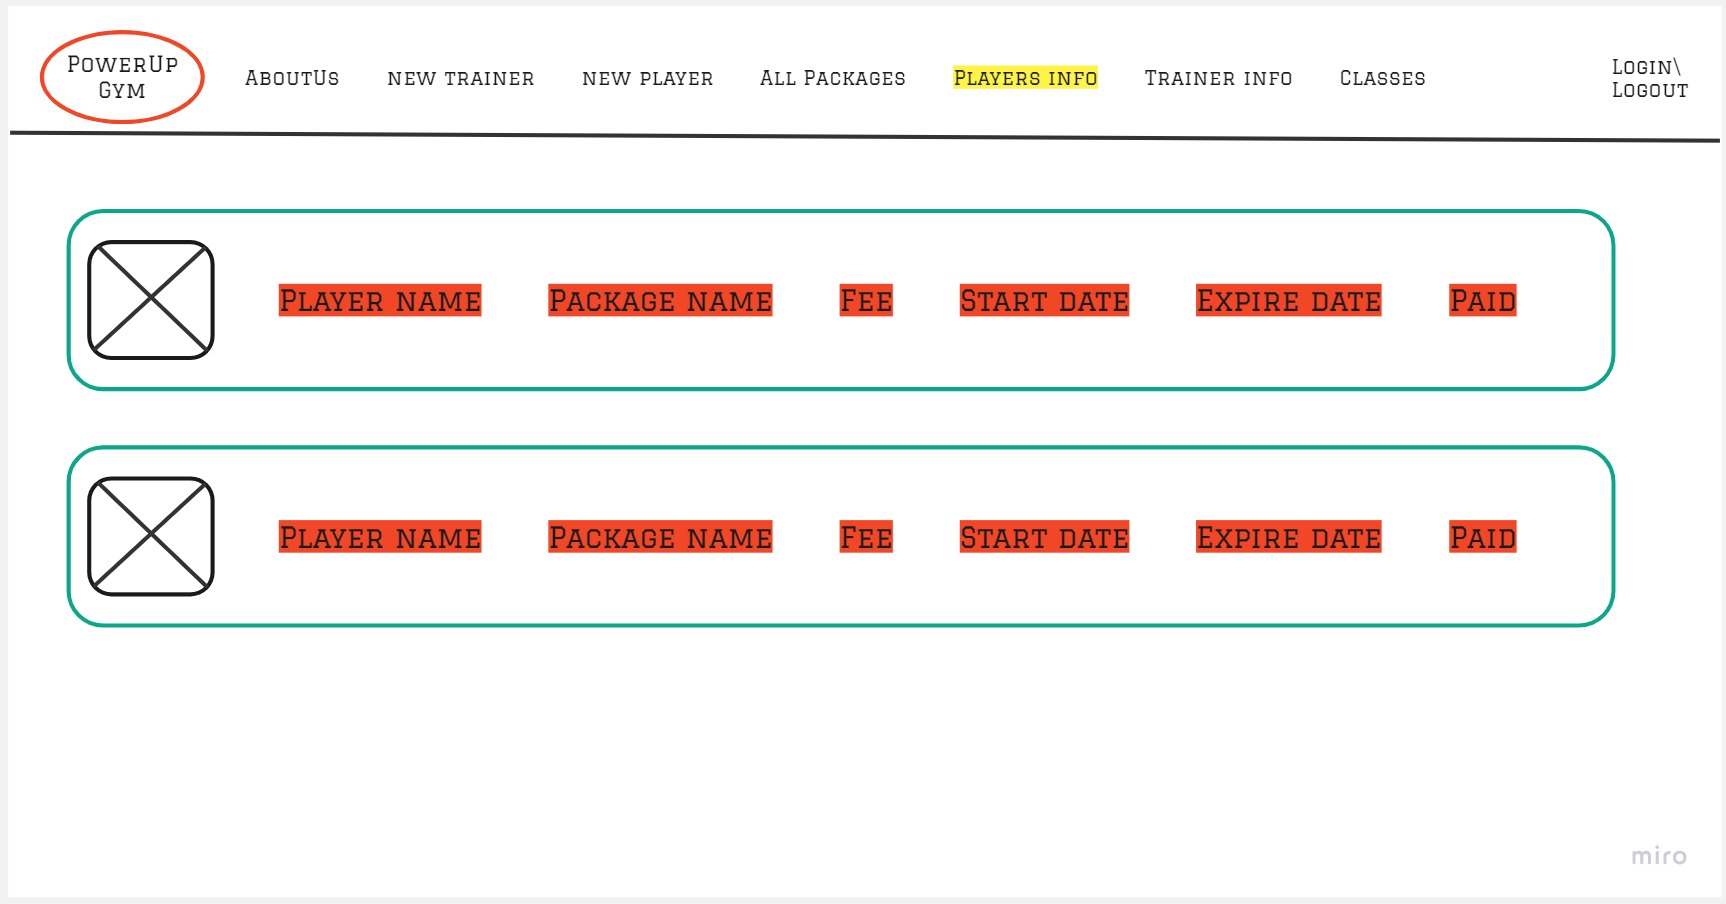 PowerUp
Gym
AboutUs
new trainer
new player
All Packages
Players info
Trainer info
Classes
Login\
Logout
Player name
Package name
Fee
Start date
Expire date
Paid
Player name
Package name
Fee
Start date
Expire date
Paid
miro